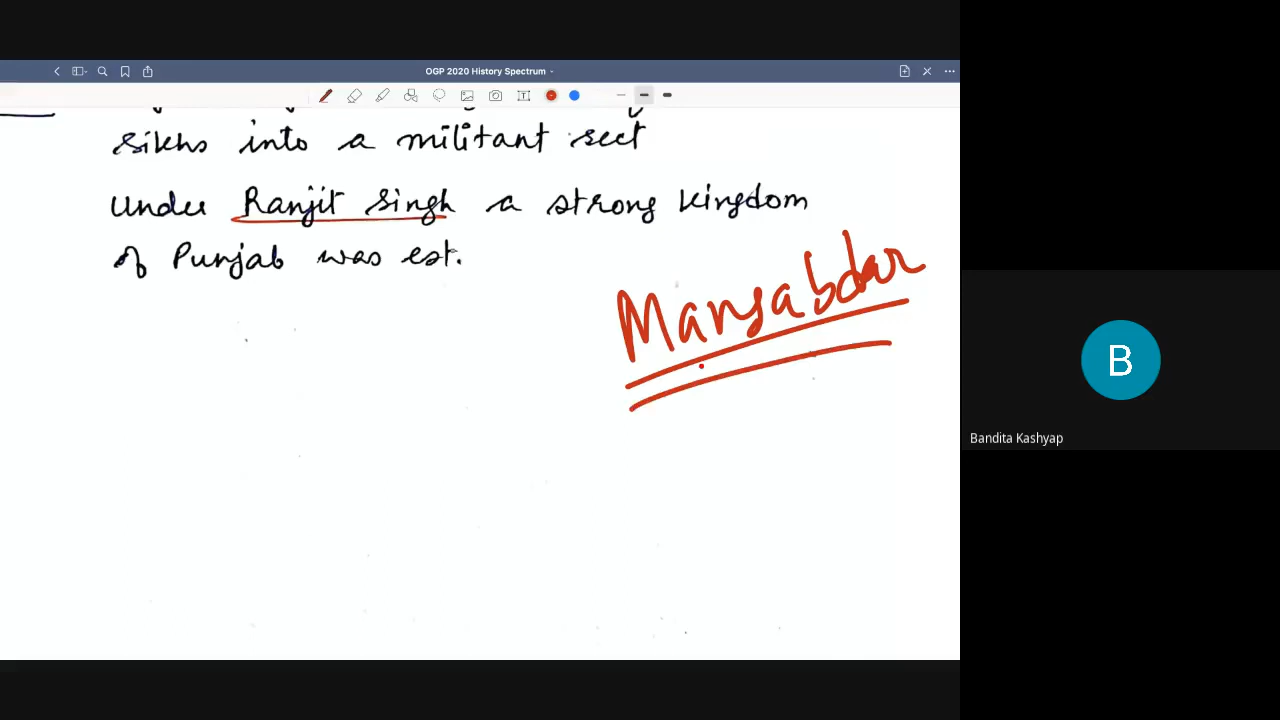 OGP 2020 History Spectrum
sikhs into a militant sect
Under Ranjit Singh a strong kingdom
of Punjab was est.
Mansabdar
B
Bandita Kashyap